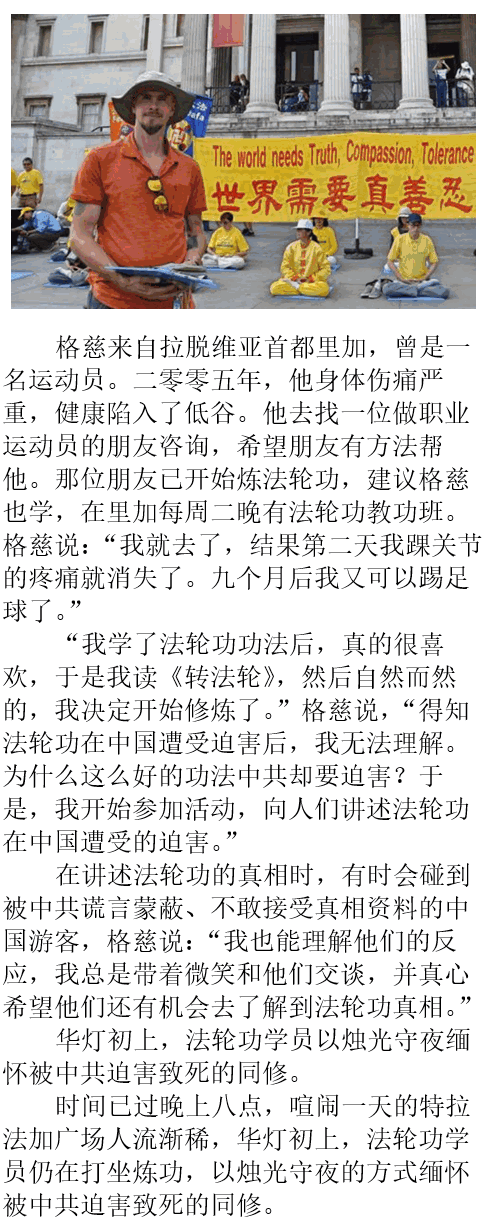 afa
The world needs Truth, Compassion, Tolerance
世界需要真善忍
格慈来自拉脱维亚首都里加，曾是一
名运动员。二零零五年，他身体伤痛严
重，健康陷入了低谷。他去找一位做职业
运动员的朋友咨询，希望朋友有方法帮
他。那位朋友已开始炼法轮功，建议格慈
也学，在里加每周二晚有法轮功教功班。
格慈说：“我就去了，结果第二天我踝关节
的疼痛就消失了。九个月后我又可以踢足
球了。”
“我学了法轮功功法后，真的很喜
欢，于是我读《转法轮》，然后自然而然
的，我决定开始修炼了。”格慈说，“得知
法轮功在中国遭受迫害后，我无法理解。
为什么这么好的功法中共却要迫害？于
是，我开始参加活动，向人们讲述法轮功
在中国遭受的迫害。”
在讲述法轮功的真相时，有时会碰到
被中共谎言蒙蔽、不敢接受真相资料的中
国游客，格慈说：“我也能理解他们的反
应，我总是带着微笑和他们交谈，并真心
希望他们还有机会去了解到法轮功真相。”
华灯初上，法轮功学员以烛光守夜缅
怀被中共迫害致死的同修。
时间已过晚上八点，喧闹一天的特拉
法加广场人流渐稀，华灯初上，法轮功学
员仍在打坐炼功，以烛光守夜的方式缅怀
被中共迫害致死的同修。